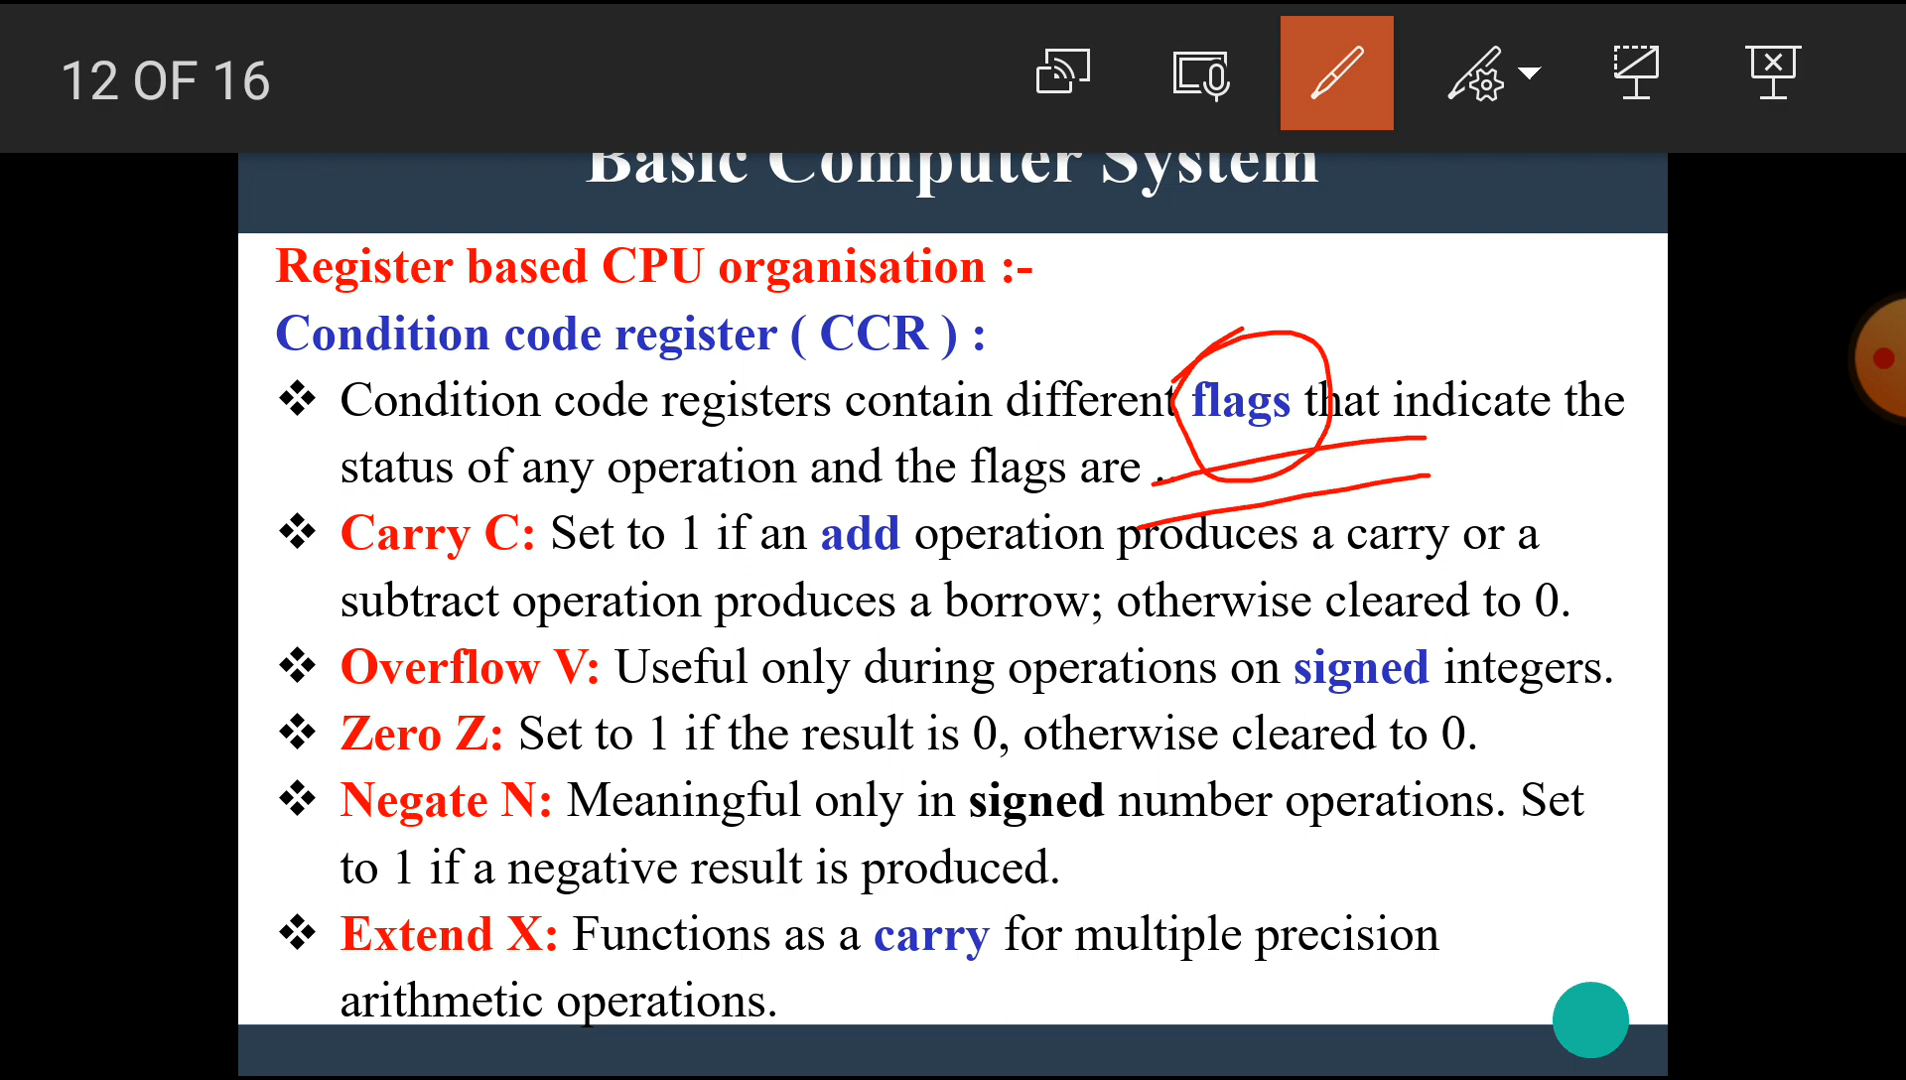 12 OF 16
Basic Computer System
Register based CPU organisation :-
Condition code register ( CCR ) :
❖ Condition code registers contain different flags that indicate the
status of any operation and the flags are ..
❖ Carry C: Set to 1 if an add operation produces a carry or a
subtract operation produces a borrow; otherwise cleared to 0.
❖ Overflow V: Useful only during operations on signed integers.
❖ Zero Z: Set to 1 if the result is 0, otherwise cleared to 0.
❖ Negate N: Meaningful only in signed number operations. Set
to 1 if a negative result is produced.
❖ Extend X: Functions as a carry for multiple precision
arithmetic operations.